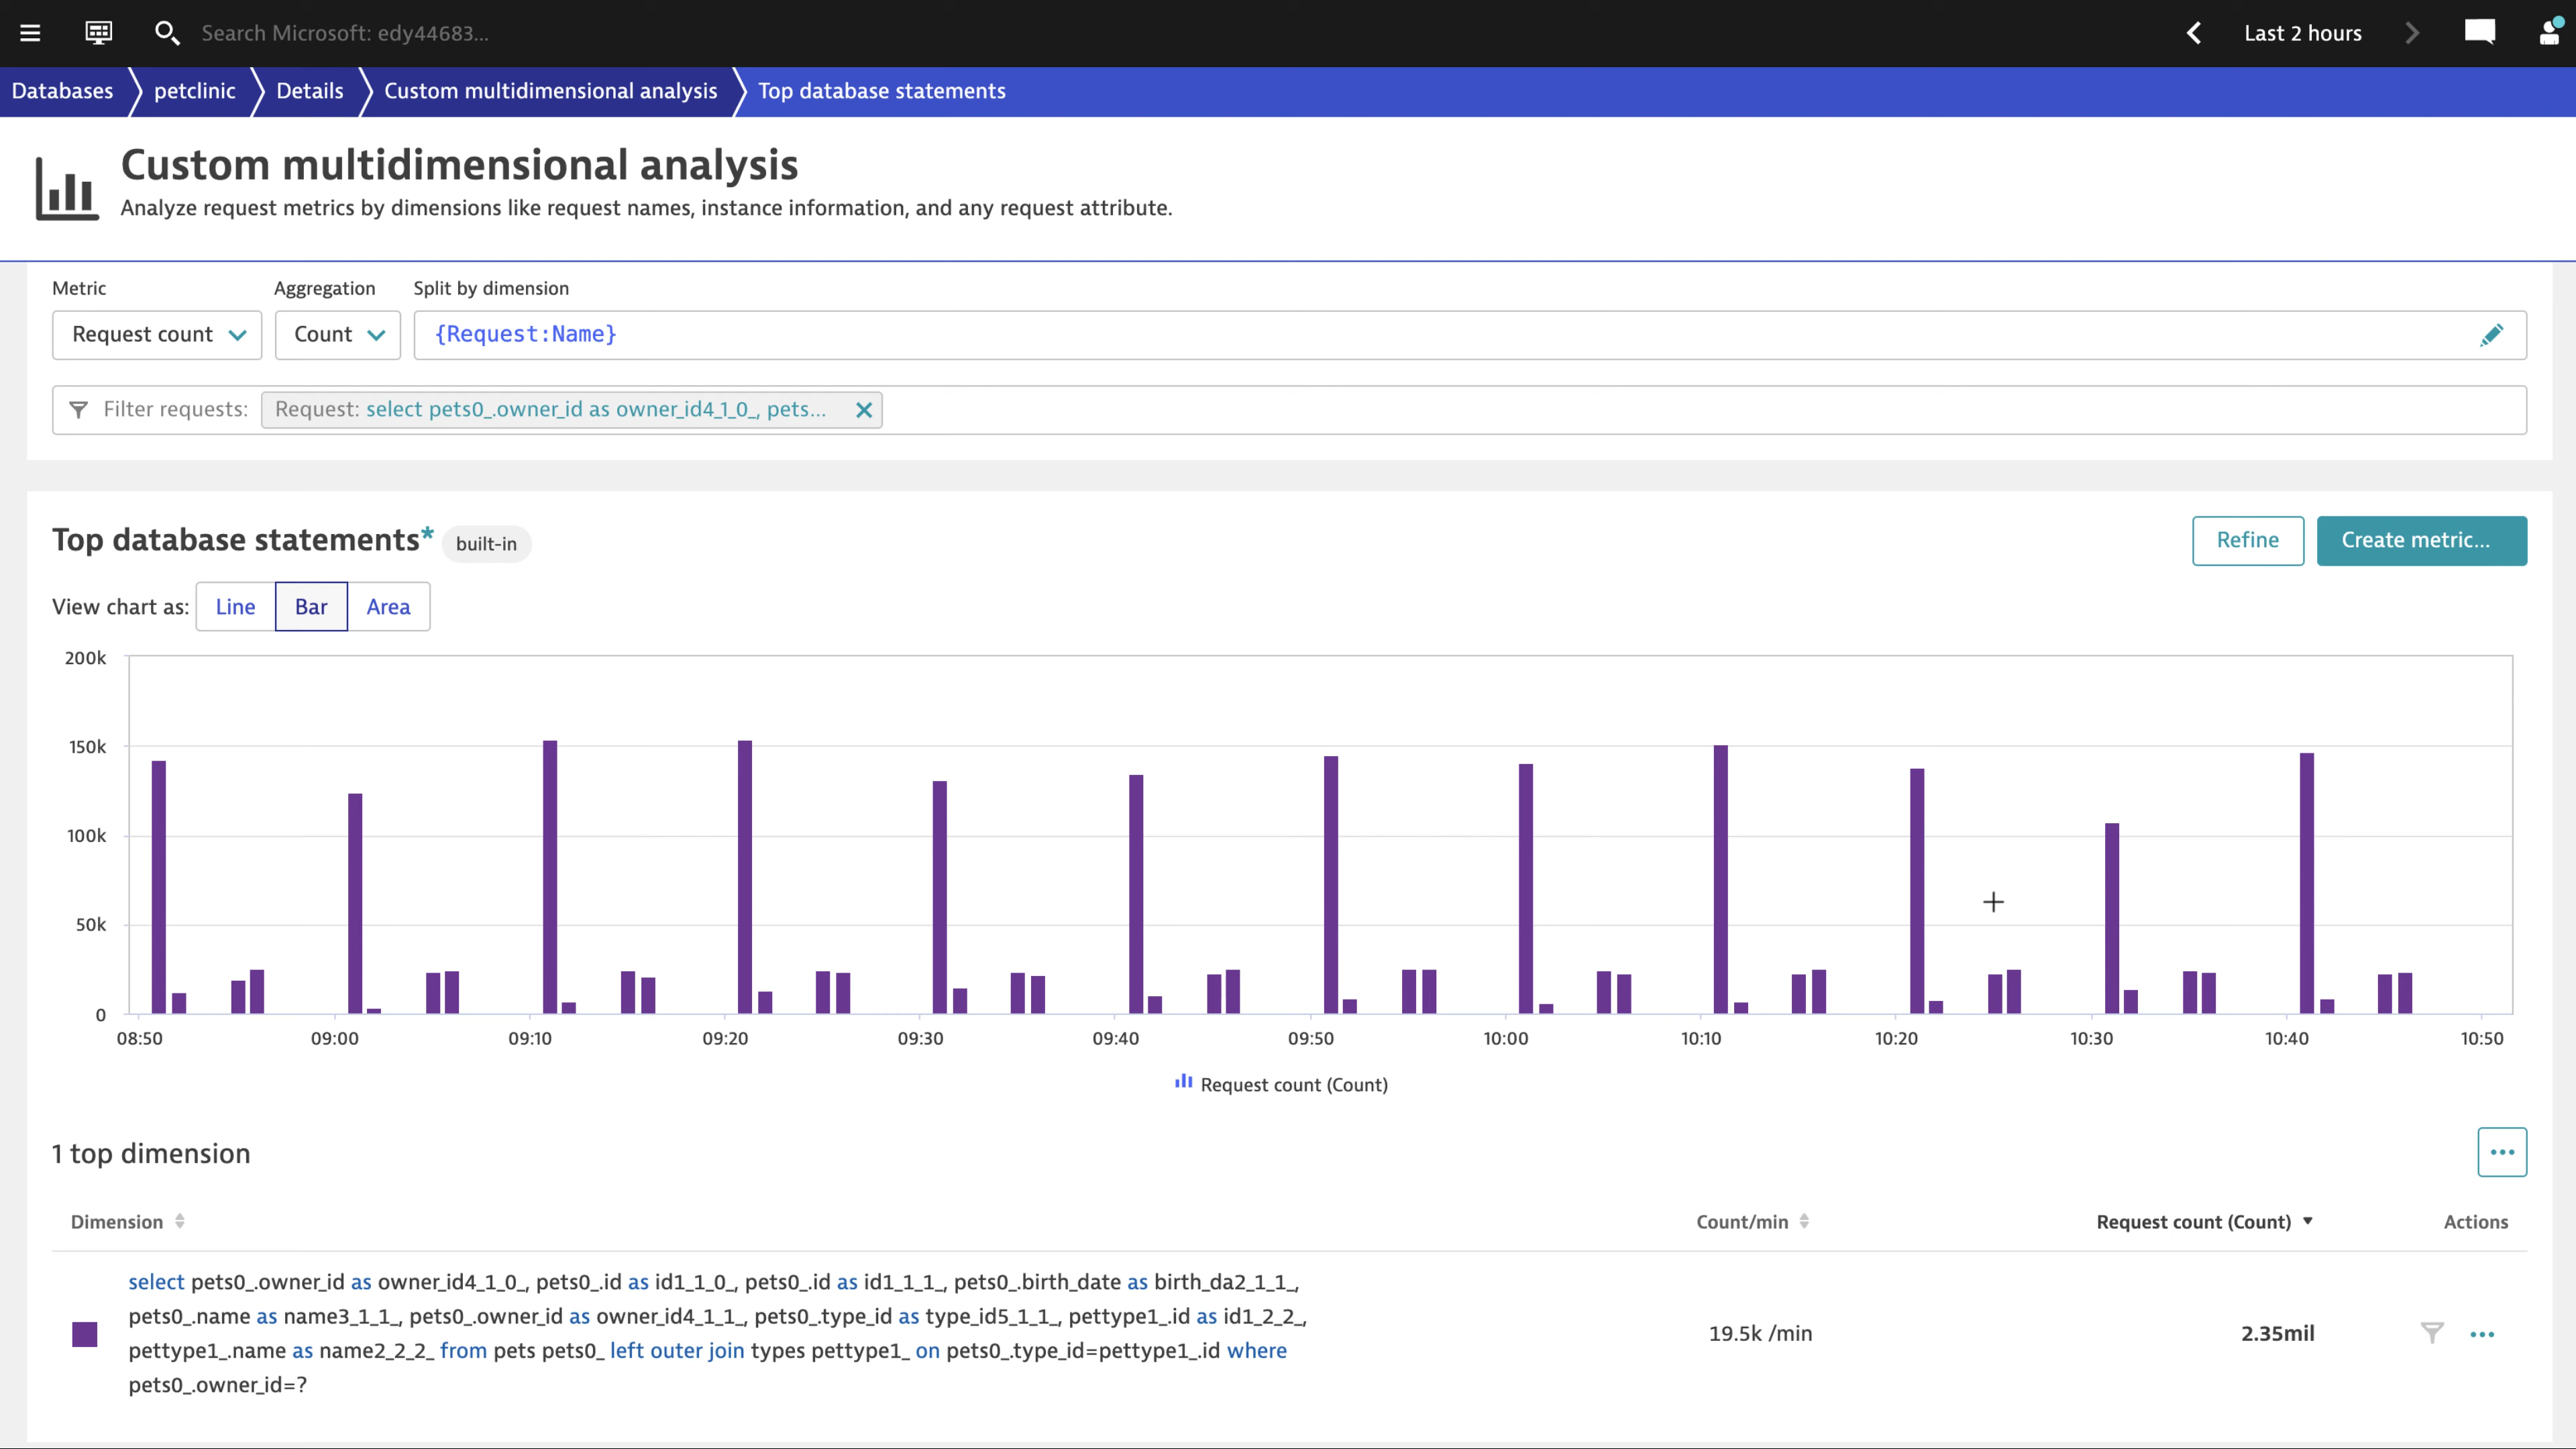 Search Microsoft: edy44683...
Last 2 hours
Databases petclinic Details Custom multidimensional analysis Top database statements
Custom multidimensional analysis
Analyze request metrics by dimensions like request names, instance information, and any request attribute.
Metric Aggregation Split by dimension
Request count Count {Request:Name}
Filter requests: Request: select pets0_.owner_id as owner_id4_1_0_, pets...
Top database statements* built-in
Refine Create metric...
View chart as: Line Bar Area
200k
150k
100k
50k
0
08:50 09:00 09:10 09:20 09:30 09:40 09:50 10:00 10:10 10:20 10:30 10:40 10:50
Request count (Count)
1 top dimension
Dimension Count/min Request count (Count) Actions
select pets0_.owner_id as owner_id4_1_0_, pets0_.id as id1_1_0_, pets0_.id as id1_1_1_, pets0_.birth_date as birth_da2_1_1_,
pets0_.name as name3_1_1_, pets0_.owner_id as owner_id4_1_1_, pets0_.type_id as type_id5_1_1_, pettype1_.id as id1_2_2_,
pettype1_.name as name2_2_2_ from pets pets0_ left outer join types pettype1_ on pets0_.type_id=pettype1_.id where
pets0_.owner_id=?
19.5k /min 2.35mil